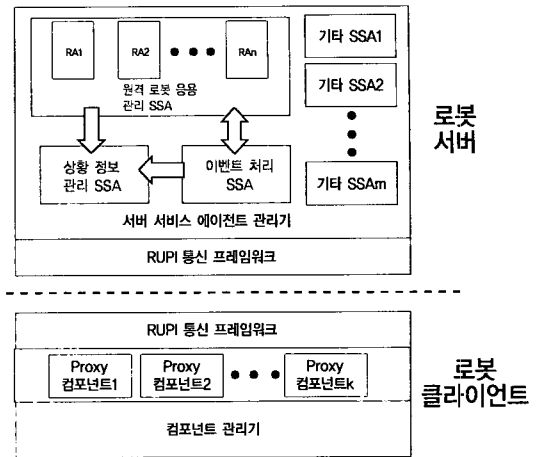 RA1
RA2
RAn
원격 로봇 응용
관리 SSA
기타 SSA1
기타 SSA2
기타 SSAm
상황 정보
관리 SSA
이벤트 처리
SSA
서버 서비스 에이전트 관리기
RUPI 통신 프레임워크
로봇
서버
RUPI 통신 프레임워크
Proxy
컴포넌트1
Proxy
컴포넌트2
Proxy
컴포넌트k
컴포넌트 관리기
로봇
클라이언트